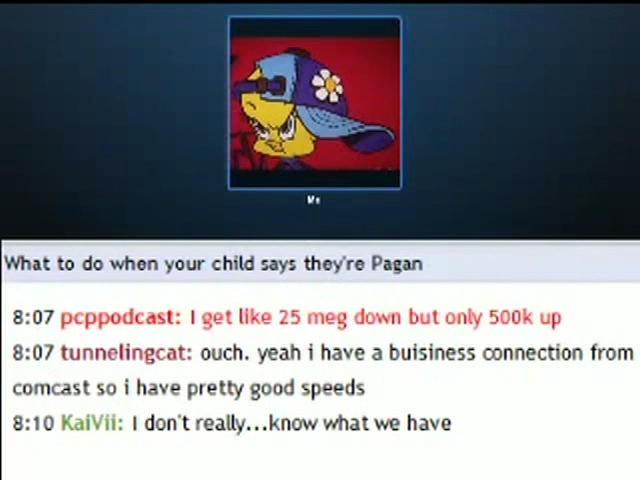 Me
What to do when your child says they're Pagan
8:07 pcppodcast: I get like 25 meg down but only 500k up
8:07 tunnelingcat: ouch. yeah i have a buisiness connection from
comcast so i have pretty good speeds
8:10 KaiVii: I don't really...know what we have